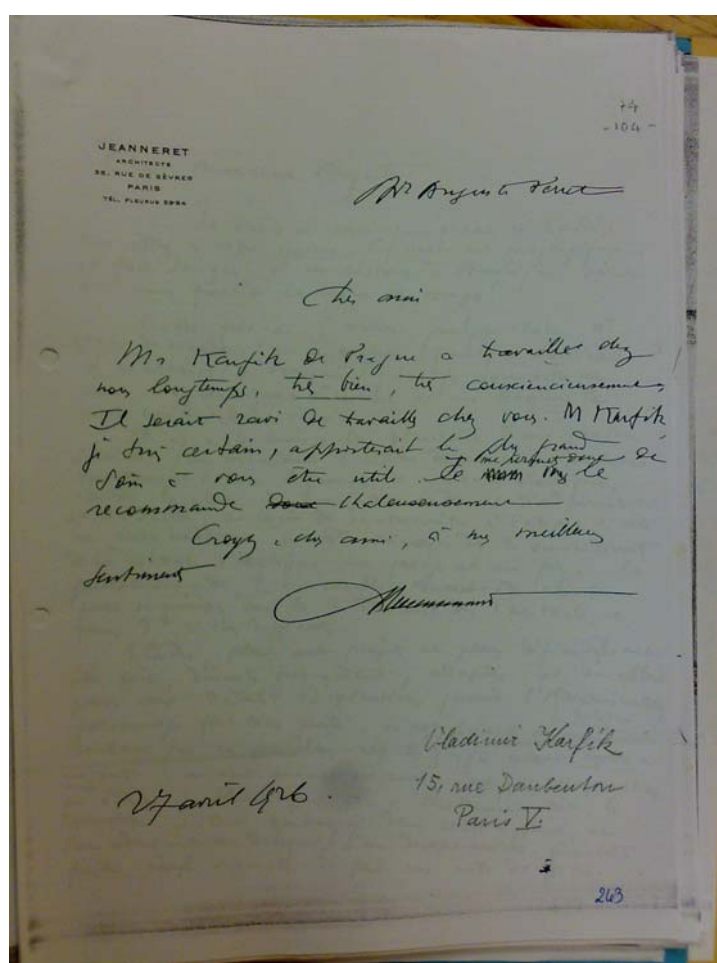 74
- 104 -
JEANNERET
ARCHITECTE
35, RUE DE SÈVRES
PARIS
TÉL. FLEURUS
Mr Auguste Perret
Cher ami
Mr Karfik de Prague a travaillé chez
nous longtemps, très bien, très consciencieusement,
Il serait ravi de travailler chez vous. M Karfik
je suis certain, apporterait le plus grand
soin à vous être utile. Je me permets donc de le
recommande donc chaleureusement
Croyez, cher ami, à mes meilleurs
sentiments
27 avril 1926.
Vladimir Karfík
15, rue Daubenton
Paris V.
243